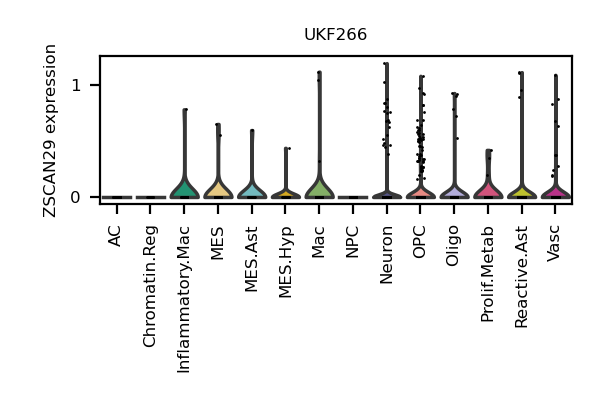 UKF266
ZSCAN29 expression
1
0
AC
Chromatin.Reg
Inflammatory.Mac
MES
MES.Ast
MES.Hyp
Mac
NPC
Neuron
OPC
Oligo
Prolif.Metab
Reactive.Ast
Vasc